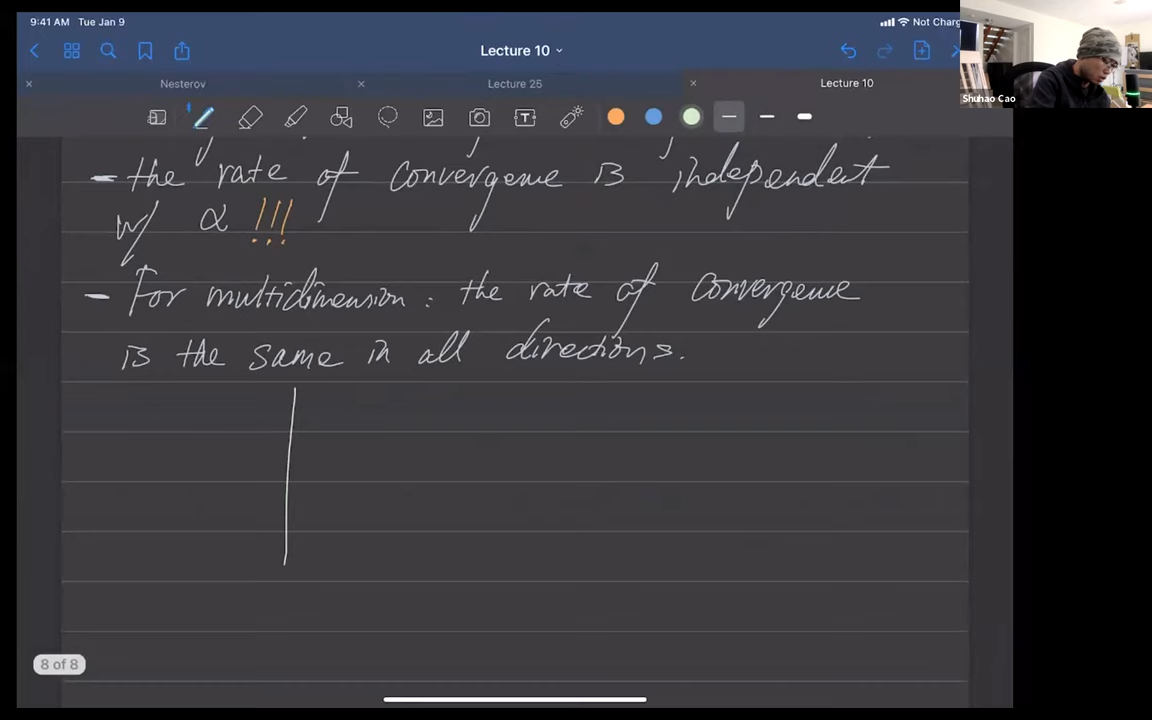 9:41 AM Tue Jan 9
Not Charg
Lecture 10
Nesterov
Lecture 25
Lecture 10
Shuhao Cao
- the rate of convergence is independent
w/ α !!!
- For multidimension: the rate of convergence
is the same in all directions.
8 of 8